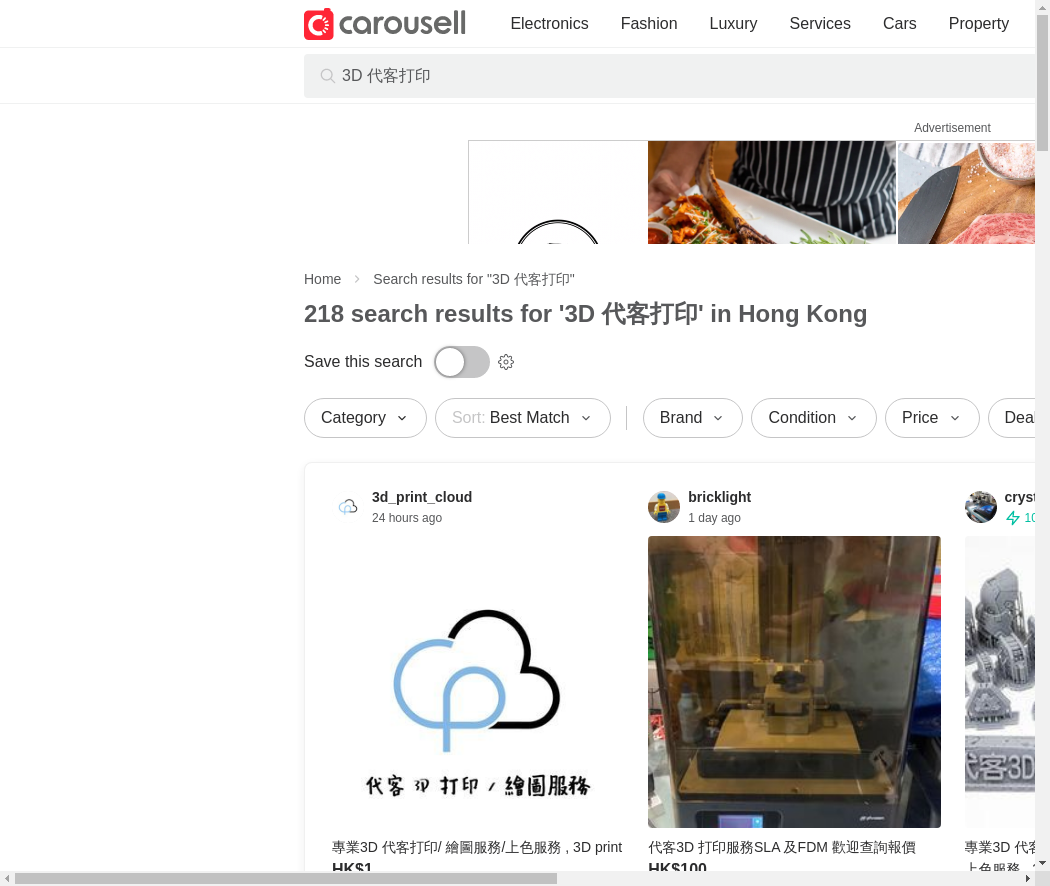 carousell
Electronics Fashion Luxury Services Cars Property
3D 代客打印
Advertisement
Home Search results for "3D 代客打印"
218 search results for '3D 代客打印' in Hong Kong
Save this search
Category Sort: Best Match Brand Condition Price
3d_print_cloud
24 hours ago
代客 3D 打印 / 繪圖服務
專業3D 代客打印/ 繪圖服務/上色服務 , 3D print
HK$1
bricklight
1 day ago
代客3D 打印服務SLA 及FDM 歡迎查詢報價
HK$100
代客3D
專業3D 代
上色服務